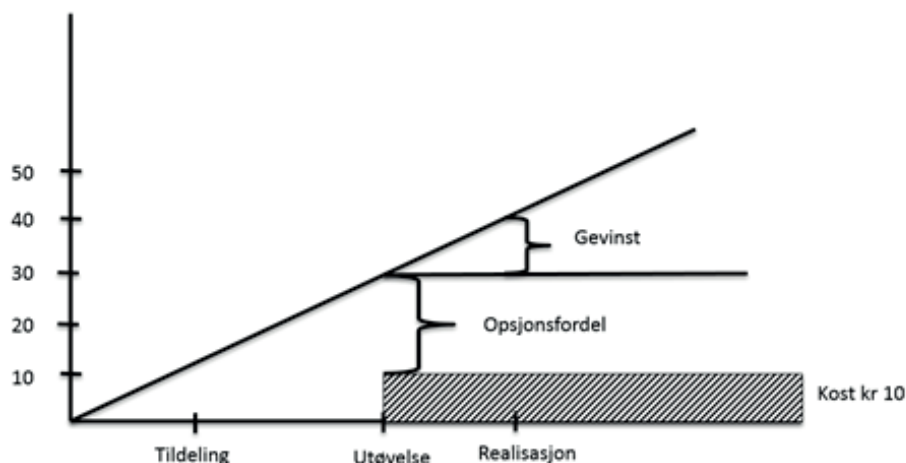 50
40
Gevinst
30
20
Opsjonsfordel
10
Kost kr 10
Tildeling
Utøvelse
Realisasjon